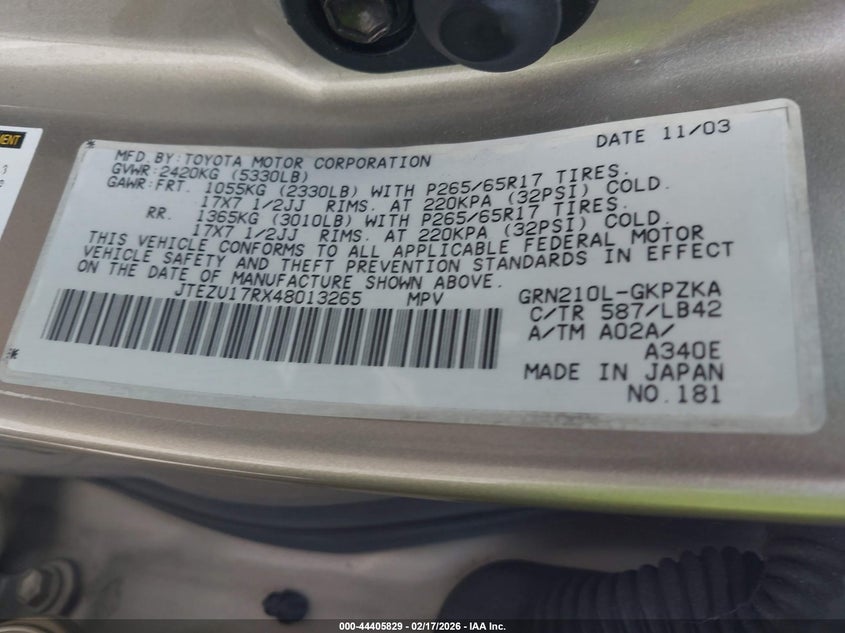 MENT
3
DATE 11/03
MFD.BY:TOYOTA MOTOR CORPORATION
GVWR:2420KG (5330LB)
GAWR:FRT. 1055KG (2330LB) WITH P265/65R17 TIRES.
17X7 1/2JJ RIMS. AT 220KPA (32PSI) COLD.
RR. 1365KG (3010LB) WITH P265/65R17 TIRES.
17X7 1/2JJ RIMS. AT 220KPA (32PSI) COLD.
THIS VEHICLE CONFORMS TO ALL APPLICABLE FEDERAL MOTOR
VEHICLE SAFETY AND THEFT PREVENTION STANDARDS IN EFFECT
ON THE DATE OF MANUFACTURE SHOWN ABOVE.
JTEZU17RX48013265 MPV
GRN210L-GKPZKA
C/TR 587/LB42
A/TM A02A/
A340E
MADE IN JAPAN
NO.181
000-44405829 - 02/17/2026 - IAA Inc.